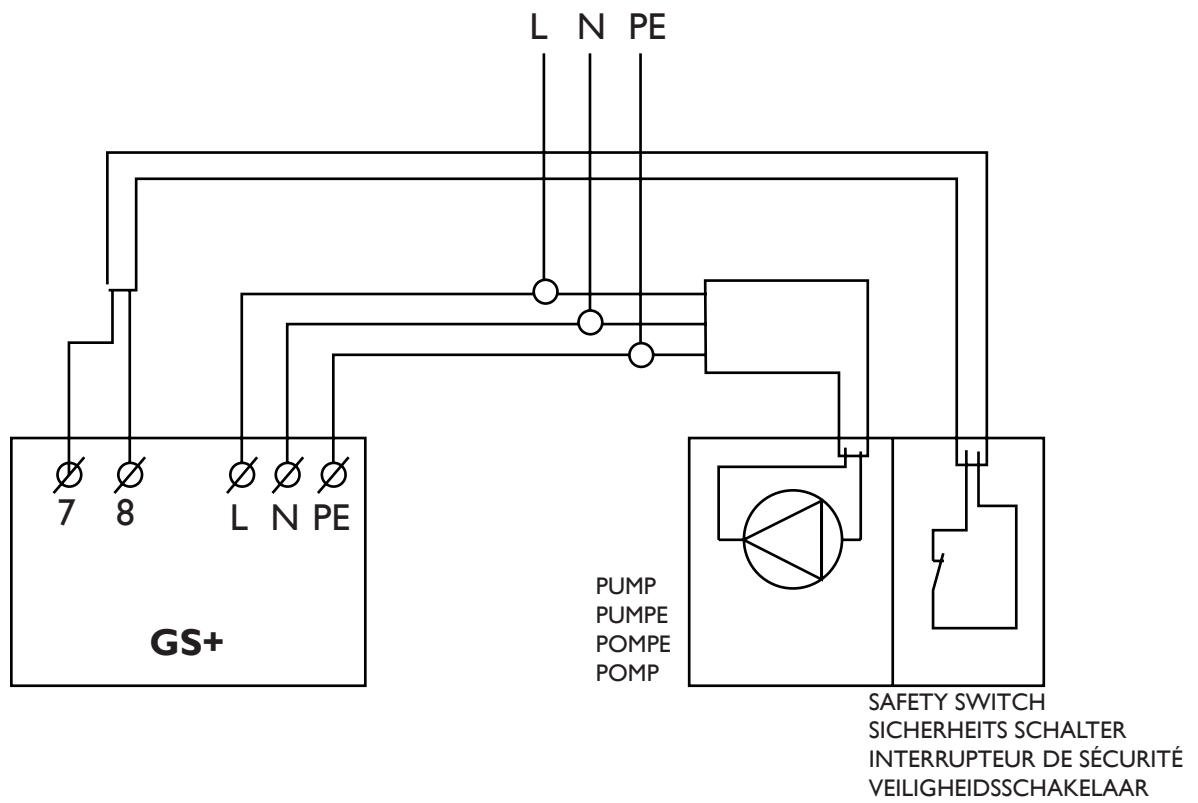 L N PE
7 8 L N PE
GS+
PUMP
PUMPE
POMPE
POMP
SAFETY SWITCH
SICHERHEITS SCHALTER
INTERRUPTEUR DE SÉCURITÉ
VEILIGHEIDSSCHAKELAAR